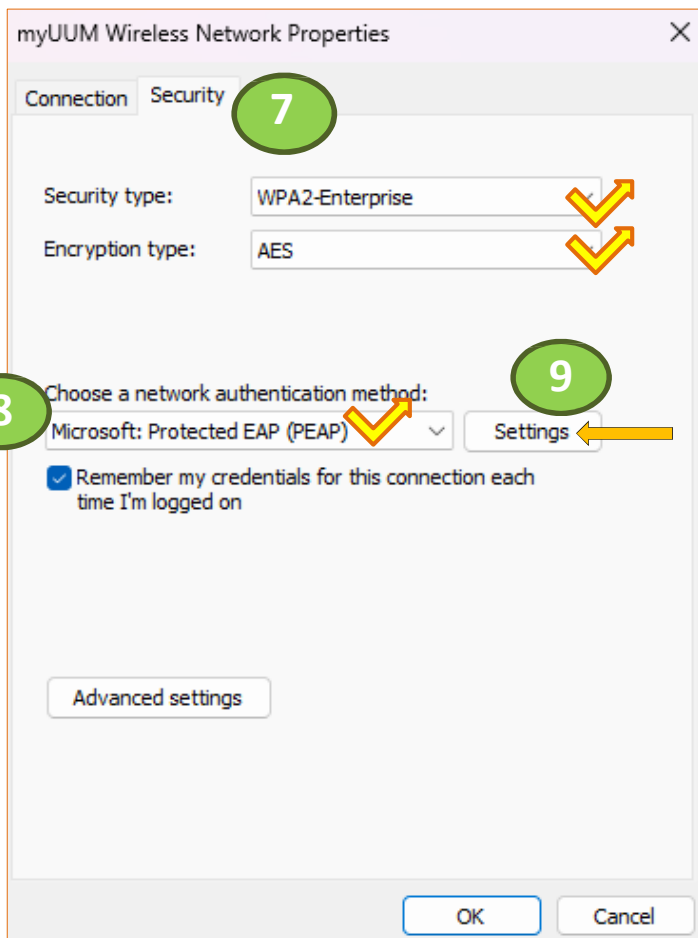 myUUM Wireless Network Properties
Connection Security
7
Security type: WPA2-Enterprise
Encryption type: AES
9
8
Choose a network authentication method:
Microsoft: Protected EAP (PEAP) Settings
Remember my credentials for this connection each
time I'm logged on
Advanced settings
OK Cancel